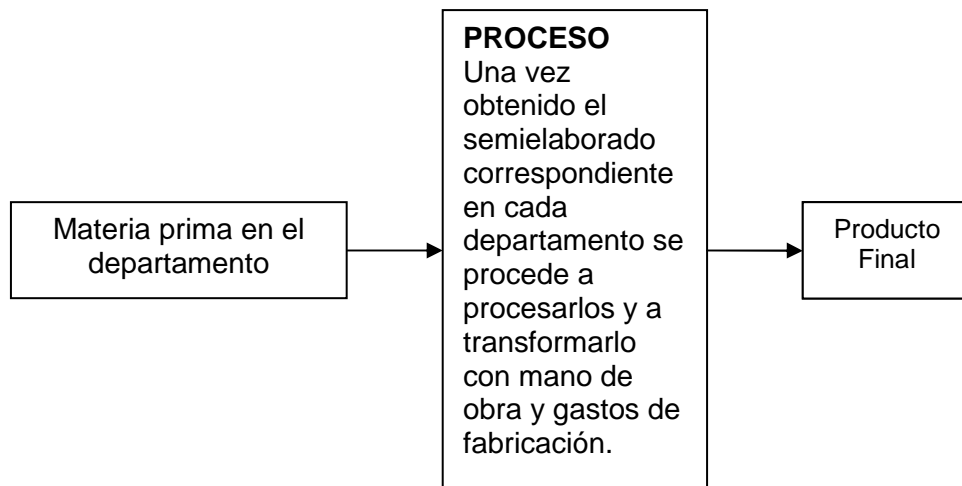 Materia prima en el
departamento
PROCESO
Una vez
obtenido el
semielaborado
correspondiente
en cada
departamento se
procede a
procesarlos y a
transformarlo
con mano de
obra y gastos de
fabricación.
Producto
Final